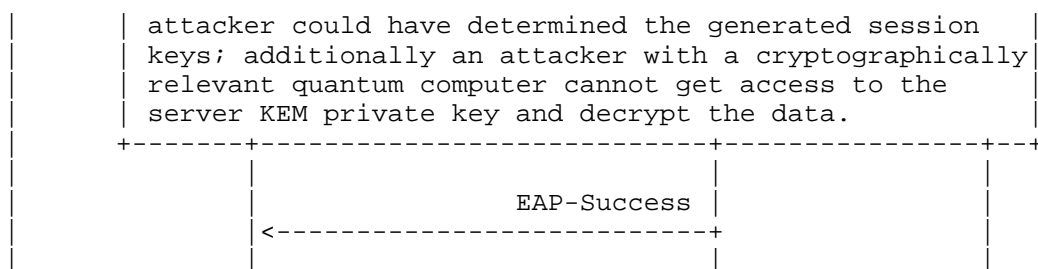 attacker could have determined the generated session
keys; additionally an attacker with a cryptographically
relevant quantum computer cannot get access to the
server KEM private key and decrypt the data.
EAP-Success